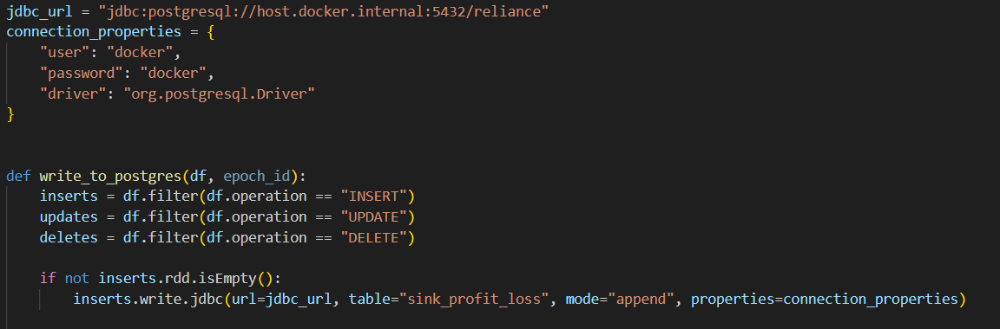 jdbc_url = "jdbc:postgresql://host.docker.internal:5432/reliance"
connection_properties = {
    "user": "docker",
    "password": "docker",
    "driver": "org.postgresql.Driver"
}
def write_to_postgres(df, epoch_id):
    inserts = df.filter(df.operation == "INSERT")
    updates = df.filter(df.operation == "UPDATE")
    deletes = df.filter(df.operation == "DELETE")
    if not inserts.rdd.isEmpty():
        inserts.write.jdbc(url=jdbc_url, table="sink_profit_loss", mode="append", properties=connection_properties)